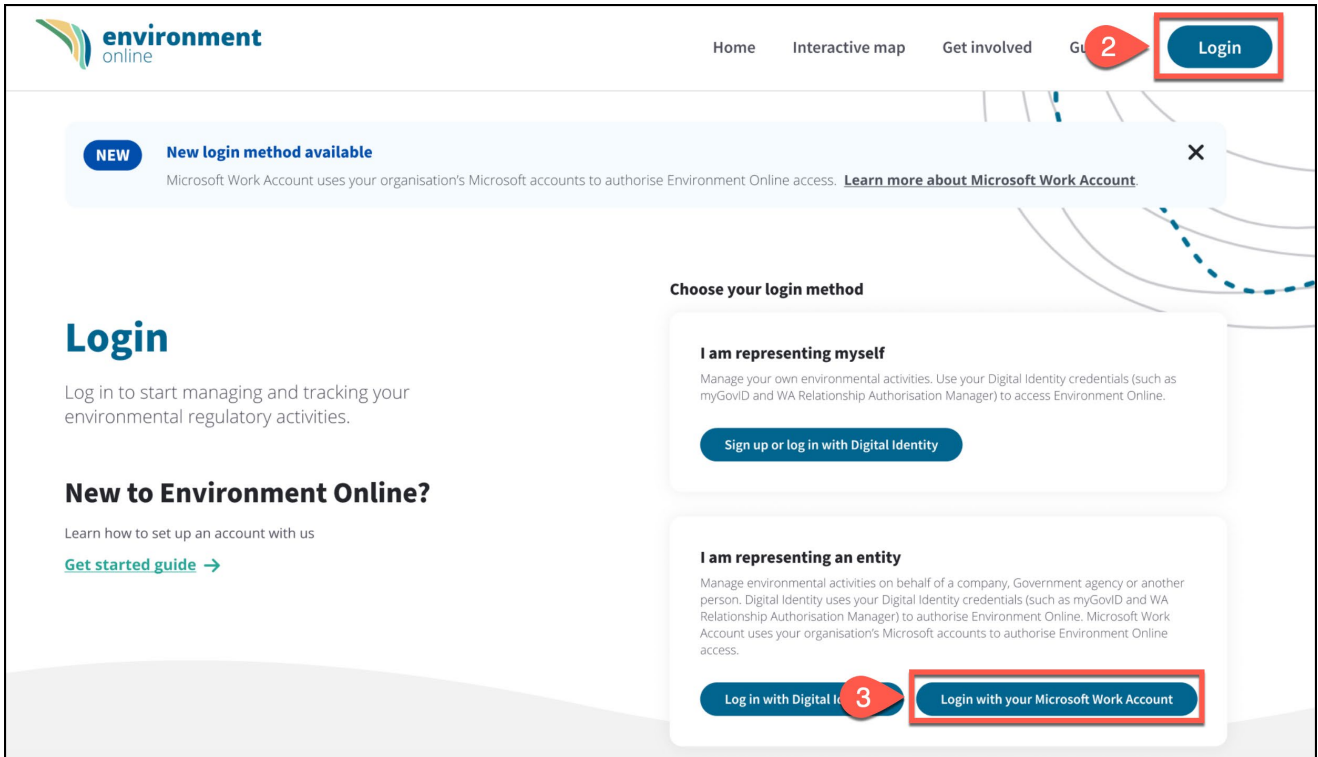 environment
online
Home Interactive map Get involved 2 Login
NEW New login method available
Microsoft Work Account uses your organisation's Microsoft accounts to authorise Environment Online access. Learn more about Microsoft Work Account.
Choose your login method
Login
Log in to start managing and tracking your
environmental regulatory activities.
New to Environment Online?
Learn how to set up an account with us
Get started guide →
I am representing myself
Manage your own environmental activities. Use your Digital Identity credentials (such as
myGovID and WA Relationship Authorisation Manager) to access Environment Online.
Sign up or log in with Digital Identity
I am representing an entity
Manage environmental activities on behalf of a company, Government agency or another
person. Digital Identity uses your Digital Identity credentials (such as myGovID and WA
Relationship Authorisation Manager) to authorise Environment Online. Microsoft Work
Account uses your organisation's Microsoft accounts to authorise Environment Online
access.
Log in with Digital 3 Login with your Microsoft Work Account